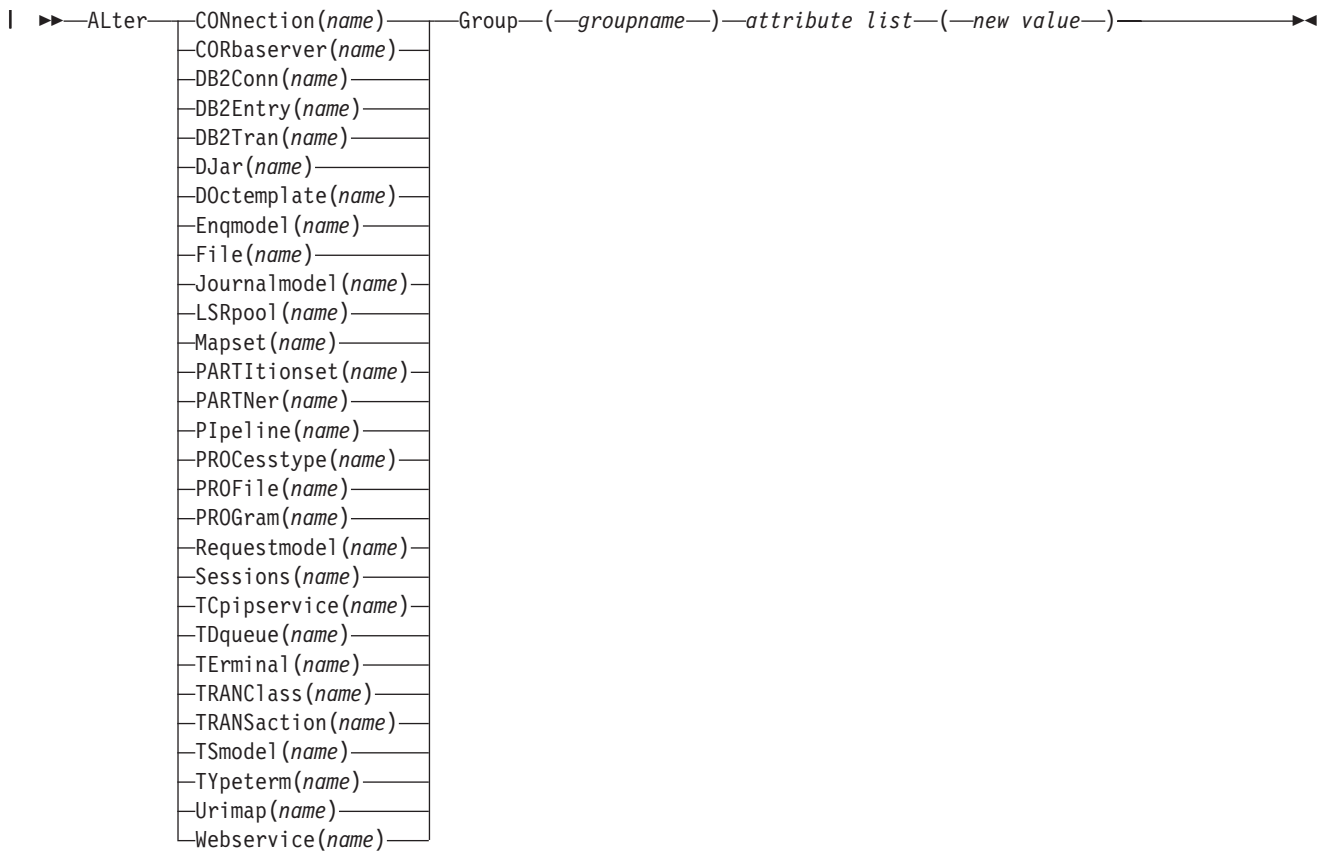 ALter CONnection(name) Group ( groupname ) attribute list ( new value )
CORbaserver(name)
DB2Conn(name)
DB2Entry(name)
DB2Tran(name)
DJar(name)
DOctemplate(name)
Enqmodel(name)
File(name)
Journalmodel(name)
LSRpool(name)
Mapset(name)
PARTItionset(name)
PARTNer(name)
PIpeline(name)
PROCesstype(name)
PROFile(name)
PROGram(name)
Requestmodel(name)
Sessions(name)
TCpipservice(name)
TDqueue(name)
TErminal(name)
TRANClass(name)
TRANSaction(name)
TSmodel(name)
TYpeterm(name)
Urimap(name)
Webservice(name)